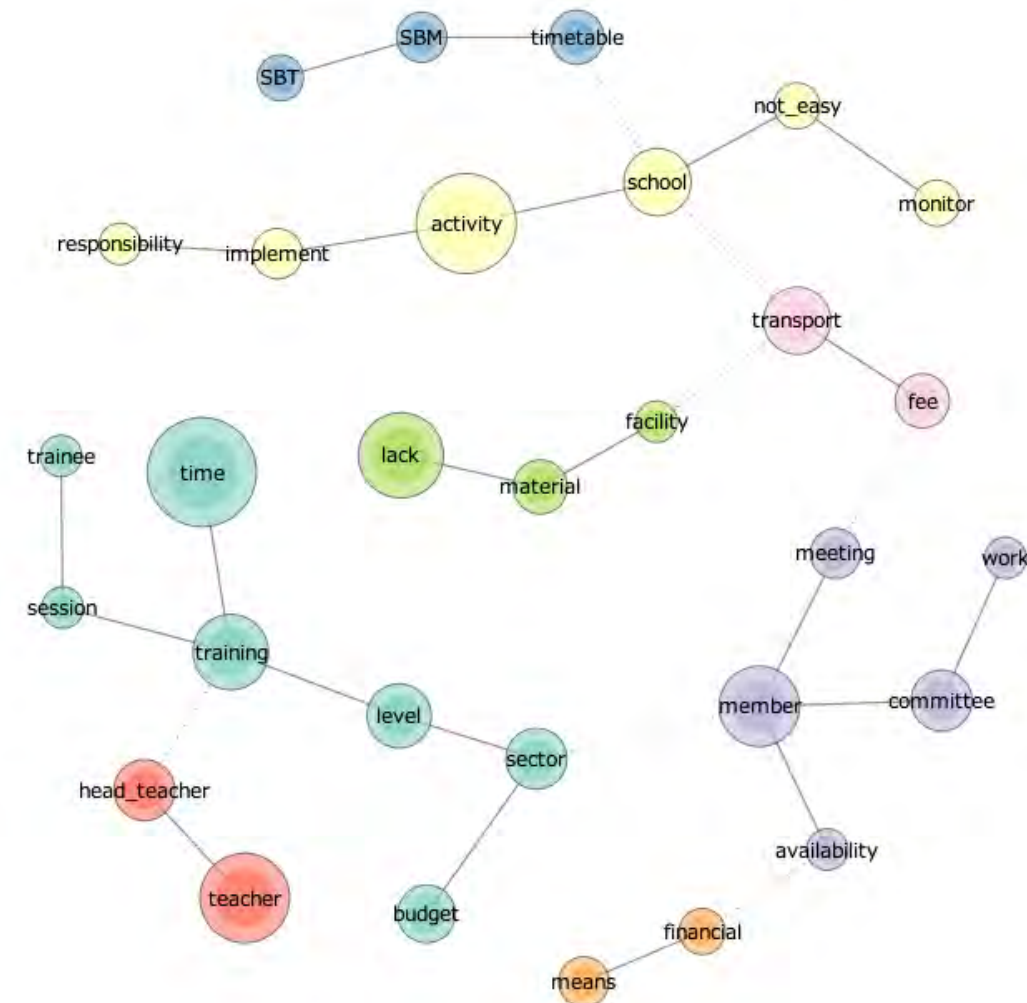 SBM
timetable
SBT
not_easy
school
monitor
activity
responsibility
implement
transport
fee
facility
lack
trainee
time
material
meeting
work
session
training
member
committee
level
sector
head_teacher
availability
teacher
budget
financial
means